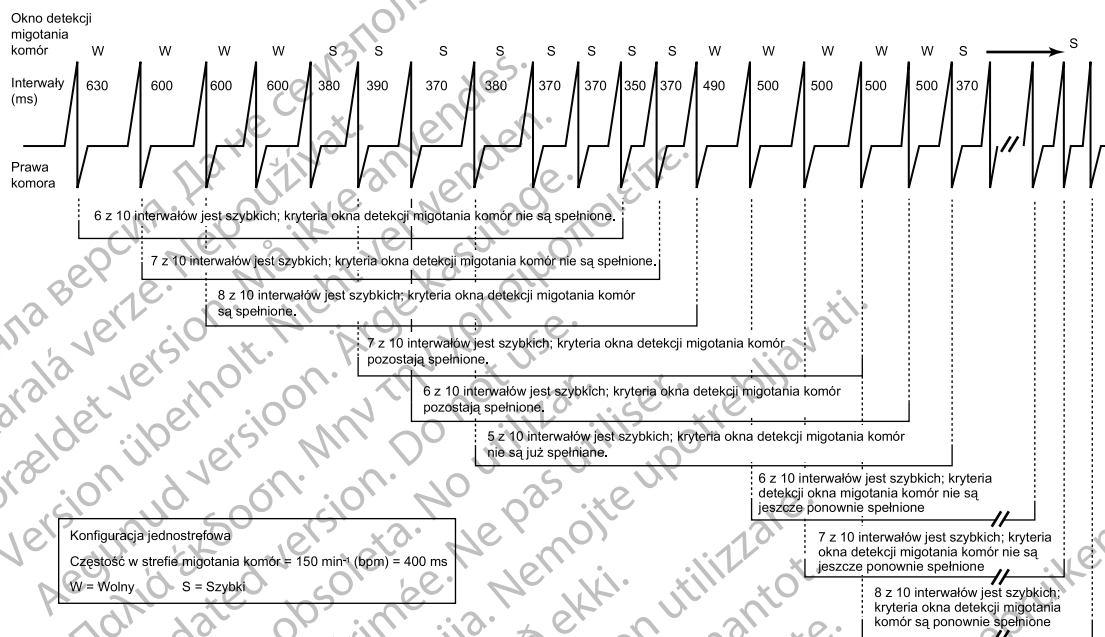 Okno detekcji
migotania
komór
W W W W S S S S S S S S W W W W W S S
Interwały
(ms)
630 600 600 600 380 390 370 380 370 370 350 370 490 500 500 500 500 370
Prawa
komora
6 z 10 interwałów jest szybkich; kryteria okna detekcji migotania komór nie są spełnione.
7 z 10 interwałów jest szybkich; kryteria okna detekcji migotania komór nie są spełnione.
8 z 10 interwałów jest szybkich; kryteria okna detekcji migotania komór
są spełnione.
7 z 10 interwałów jest szybkich; kryteria okna detekcji migotania komór
pozostają spełnione.
6 z 10 interwałów jest szybkich; kryteria okna detekcji migotania komór
pozostają spełnione.
5 z 10 interwałów jest szybkich; kryteria okna detekcji migotania komór
nie są już spełniane.
6 z 10 interwałów jest szybkich; kryteria
detekcji okna migotania komór nie są
jeszcze ponownie spełnione
7 z 10 interwałów jest szybkich; kryteria
okna detekcji migotania komór nie są
jeszcze ponownie spełnione
8 z 10 interwałów jest szybkich;
kryteria okna detekcji migotania
komór są ponownie spełnione
Konfiguracja jednostrefowa
Częstość w strefie migotania komór = 150 min⁻¹ (bpm) = 400 ms
W = Wolny S = Szybki